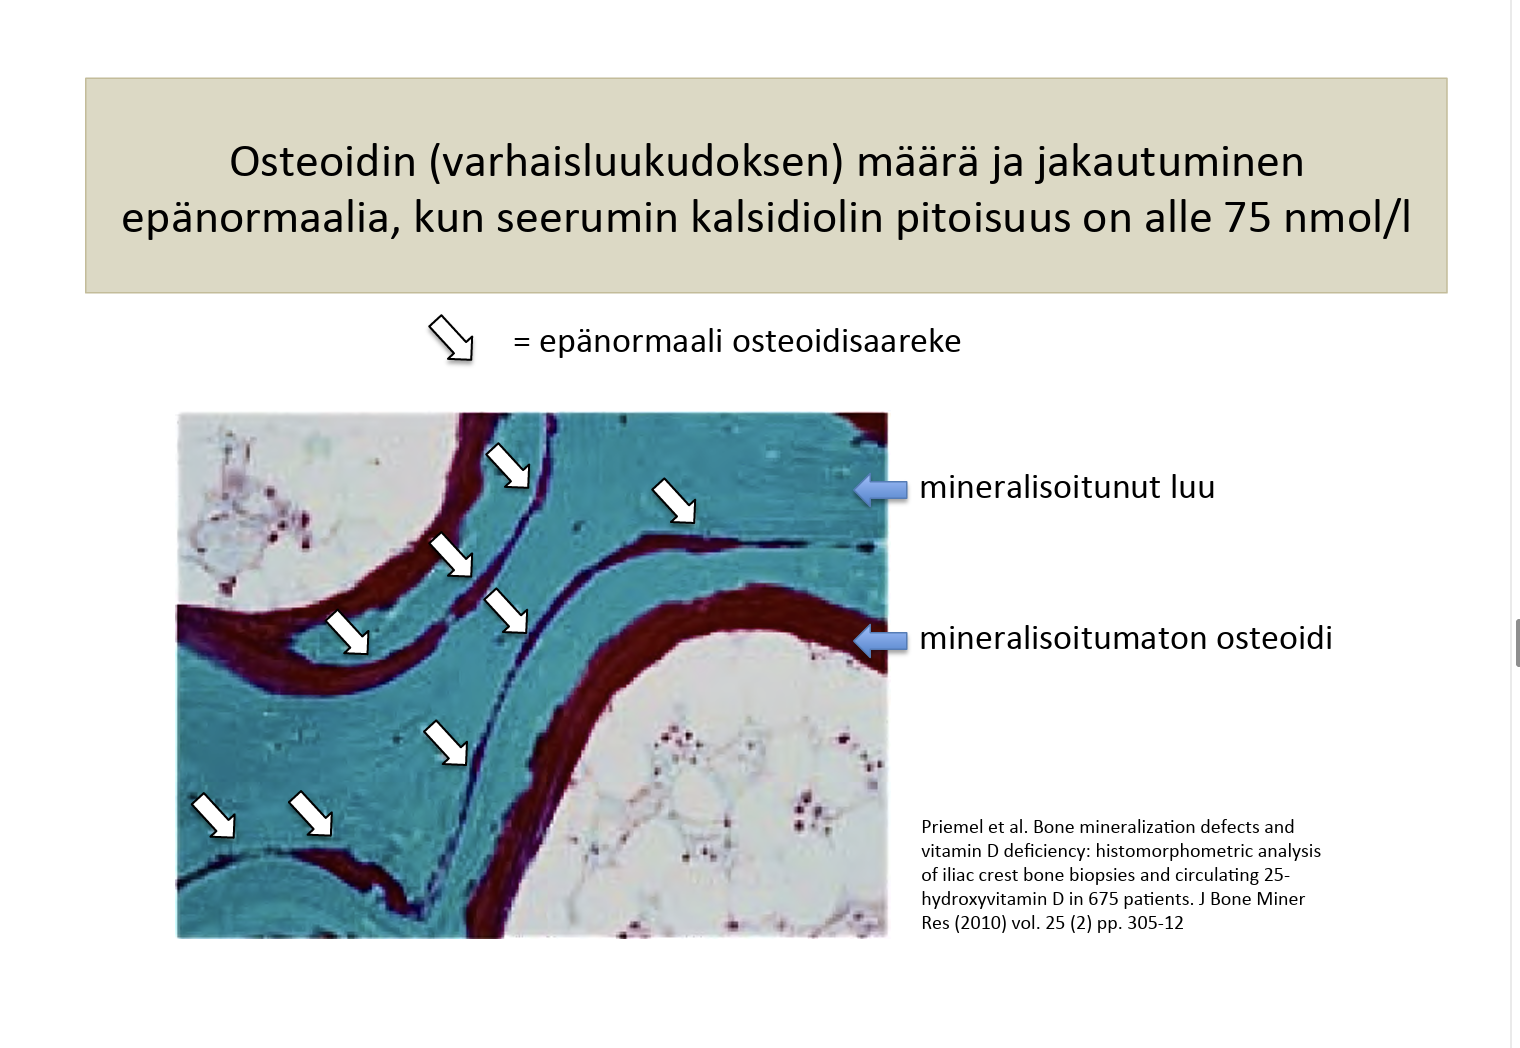 Osteoidin (varhaisluukudoksen) määrä ja jakautuminen
epänormaalia, kun seerumin kalsidiolin pitoisuus on alle 75 nmol/l
= epänormaali osteoidisaareke
mineralisoitunut luu
mineralisoitumaton osteoidi
Priemel et al. Bone mineralization defects and
vitamin D deficiency: histomorphometric analysis
of iliac crest bone biopsies and circulating 25-
hydroxyvitamin D in 675 patients. J Bone Miner
Res (2010) vol. 25 (2) pp. 305-12